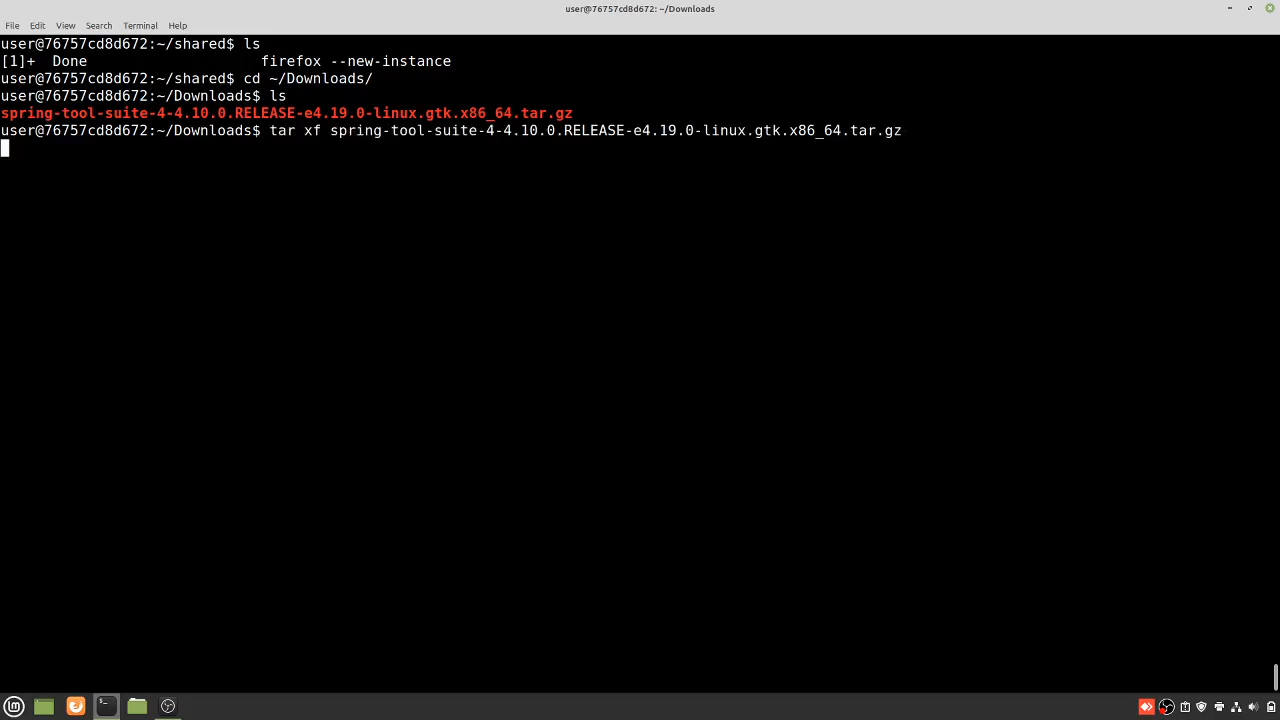 user@76757cd8d672: ~/Downloads
File Edit View Search Terminal Help
user@76757cd8d672:~/shared$ ls
[1]+  Done                    firefox --new-instance
user@76757cd8d672:~/shared$ cd ~/Downloads/
user@76757cd8d672:~/Downloads$ ls
spring-tool-suite-4-4.10.0.RELEASE-e4.19.0-linux.gtk.x86_64.tar.gz
user@76757cd8d672:~/Downloads$ tar xf spring-tool-suite-4-4.10.0.RELEASE-e4.19.0-linux.gtk.x86_64.tar.gz